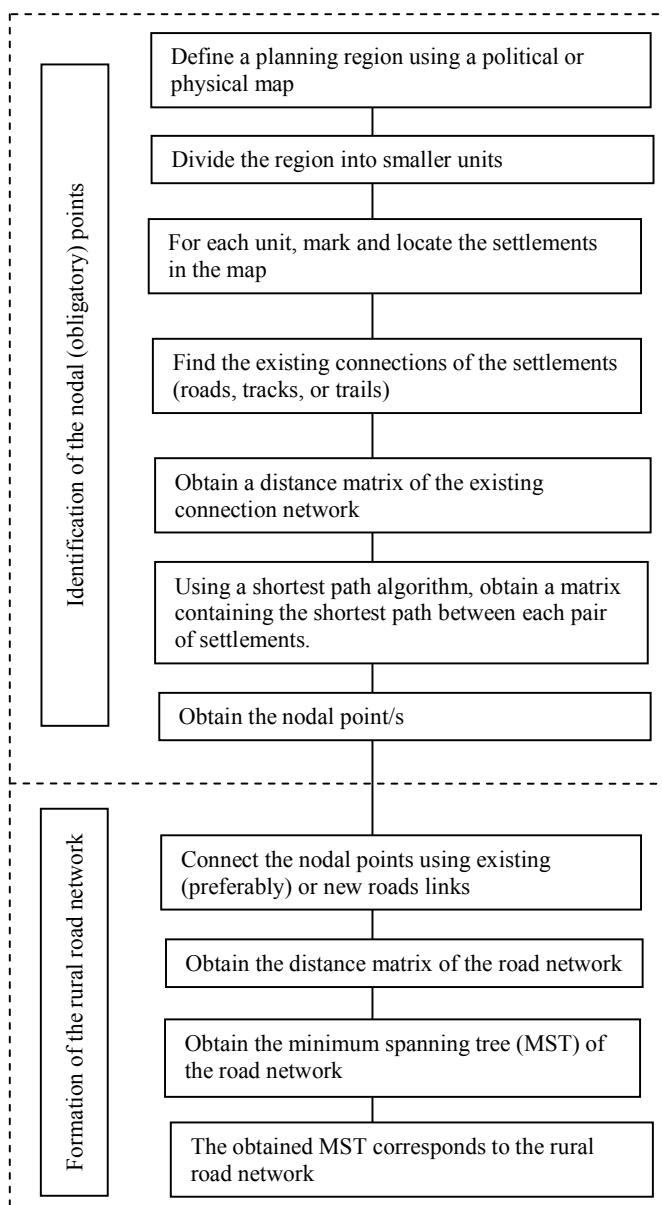 Identification of the nodal (obligatory) points
Define a planning region using a political or
physical map
Divide the region into smaller units
For each unit, mark and locate the settlements
in the map
Find the existing connections of the settlements
(roads, tracks, or trails)
Obtain a distance matrix of the existing
connection network
Using a shortest path algorithm, obtain a matrix
containing the shortest path between each pair
of settlements.
Obtain the nodal point/s
Formation of the rural road network
Connect the nodal points using existing
(preferably) or new roads links
Obtain the distance matrix of the road network
Obtain the minimum spanning tree (MST) of
the road network
The obtained MST corresponds to the rural
road network